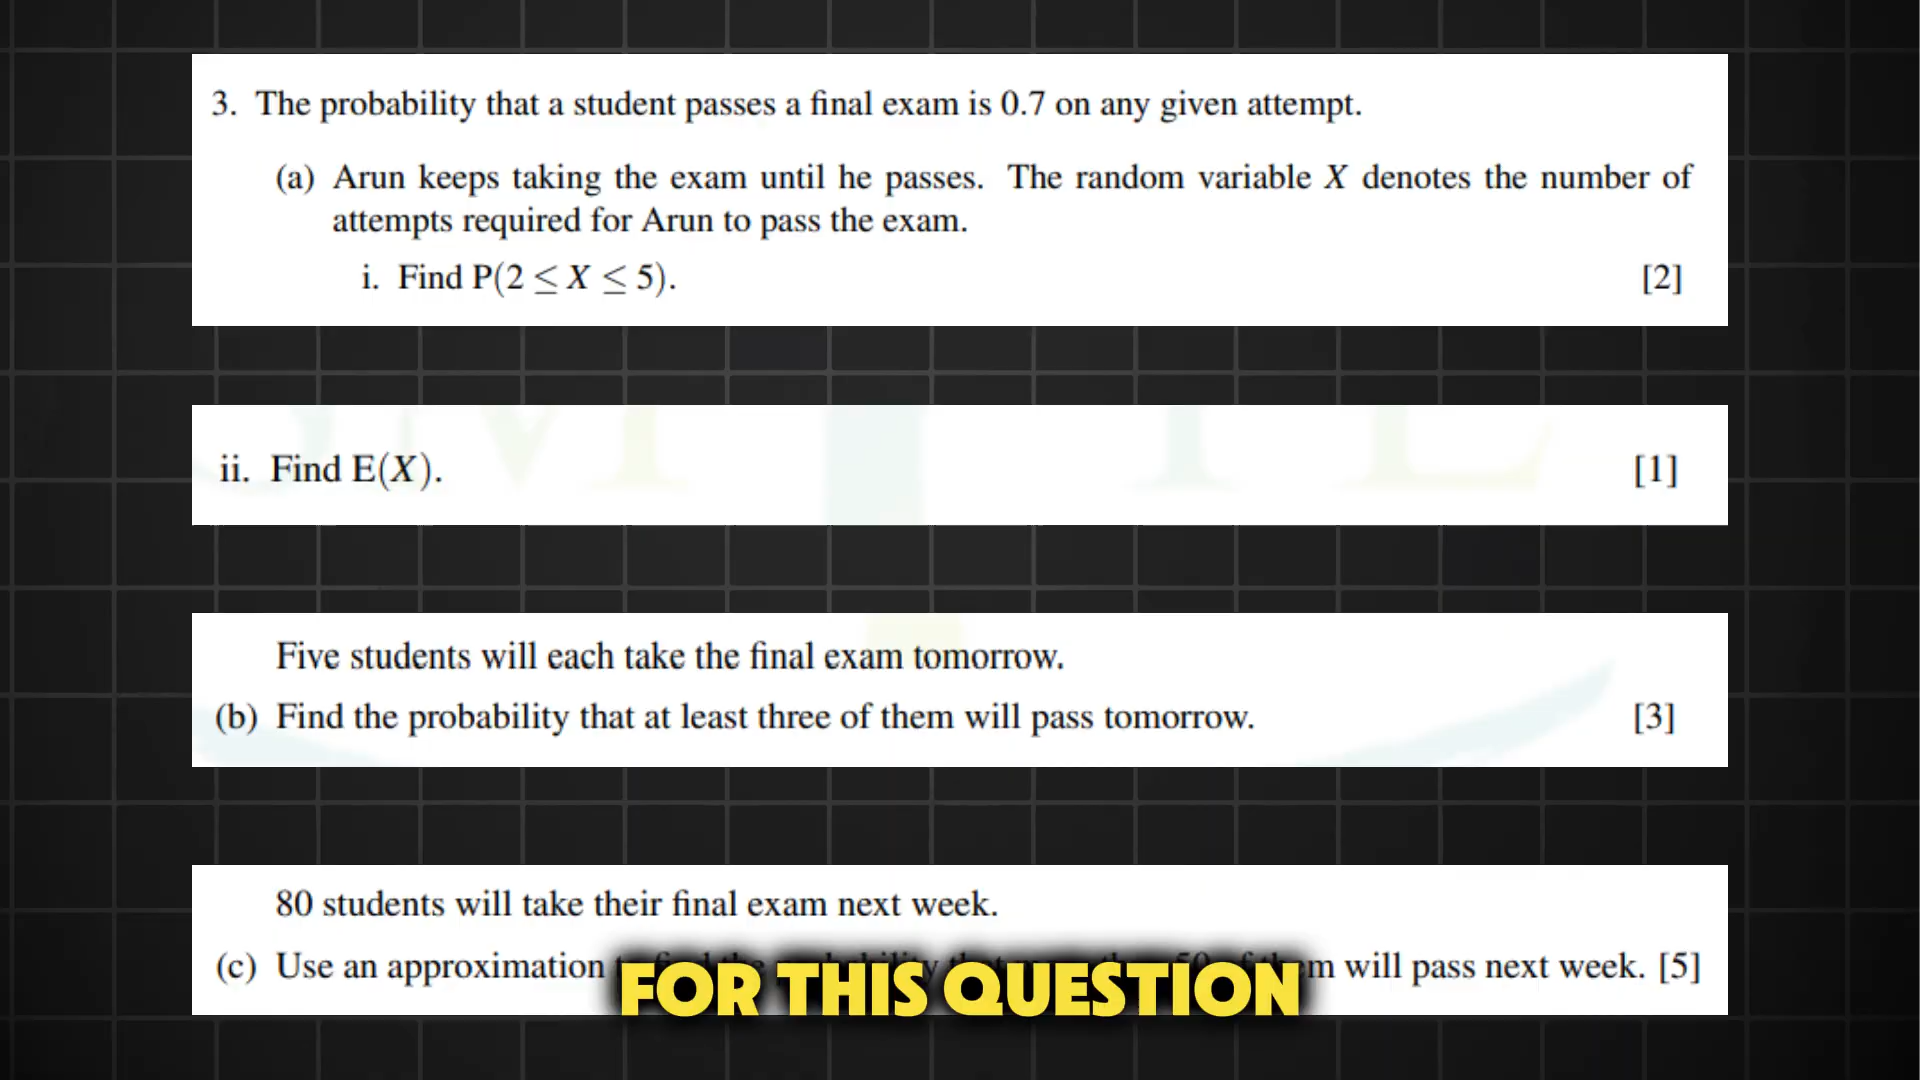 3. The probability that a student passes a final exam is 0.7 on any given attempt.
(a) Arun keeps taking the exam until he passes. The random variable X denotes the number of
attempts required for Arun to pass the exam.
i. Find P(2 ≤ X ≤ 5). [2]
ii. Find E(X). [1]
Five students will each take the final exam tomorrow.
(b) Find the probability that at least three of them will pass tomorrow. [3]
80 students will take their final exam next week.
(c) Use an approximation will pass next week. [5]
FOR THIS QUESTION